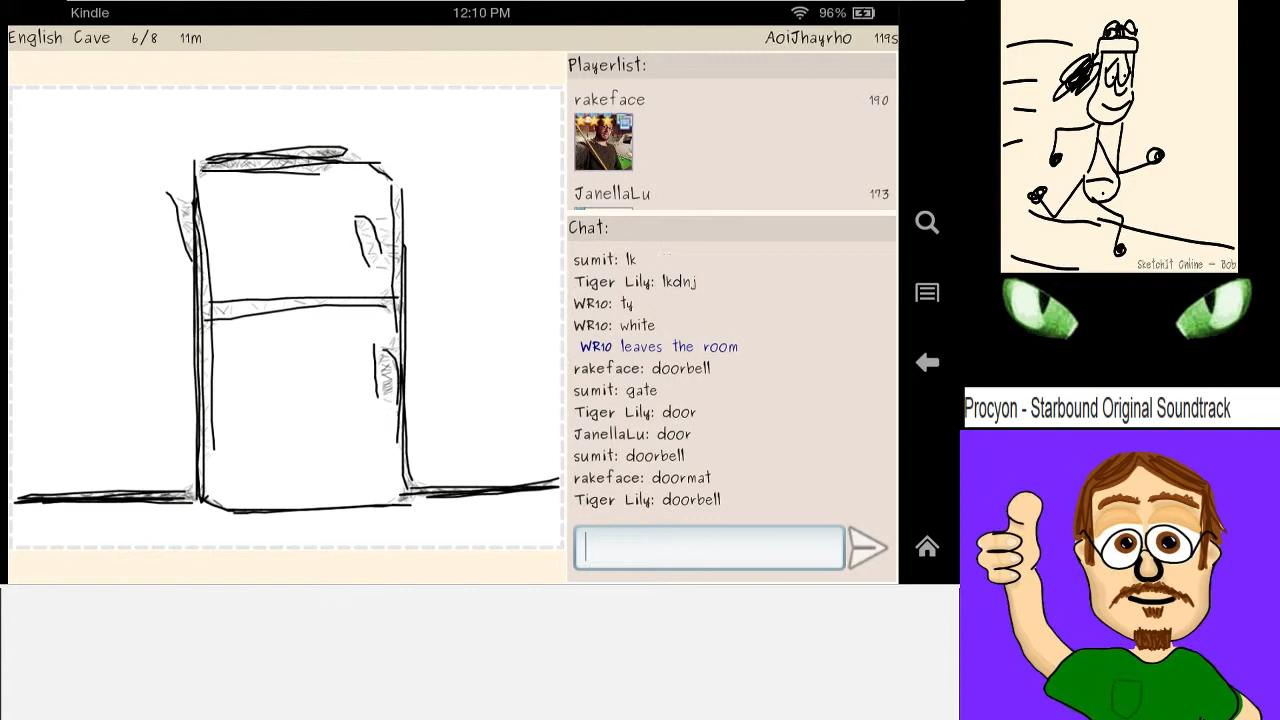 Kindle 12:10 PM 96%
English Cave 6/8 11m AoiJhayrho 119s
Playerlist:
rakeface 190
JanellaLu 173
Chat:
sumit: lk
Tiger Lily: lkdnj
WR10: ty
WR10: white
WR10 leaves the room
rakeface: doorbell
sumit: gate
Tiger Lily: door
JanellaLu: door
sumit: doorbell
rakeface: doormat
Tiger Lily: doorbell
SketchIt Online - Bob
Procyon - Starbound Original Soundtrack